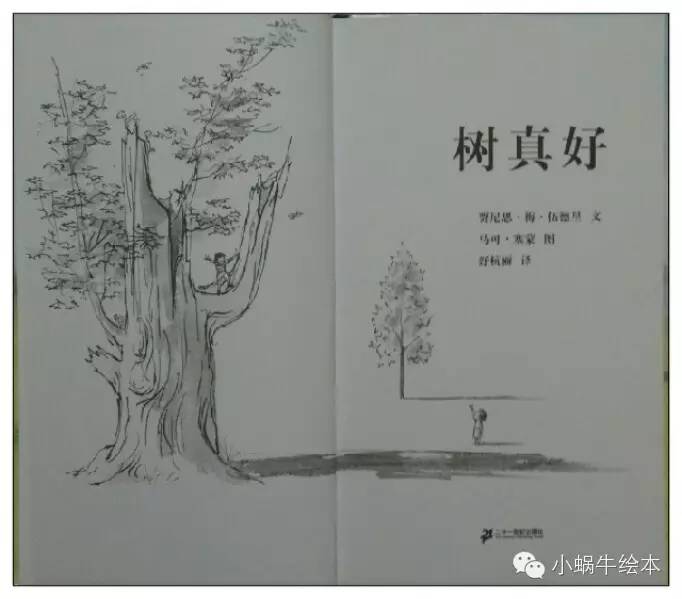 树真好
贾尼思·梅·伍德里 文
马可·塞蒙 图
舒杭丽 译
二十一世纪出版社
小蜗牛绘本